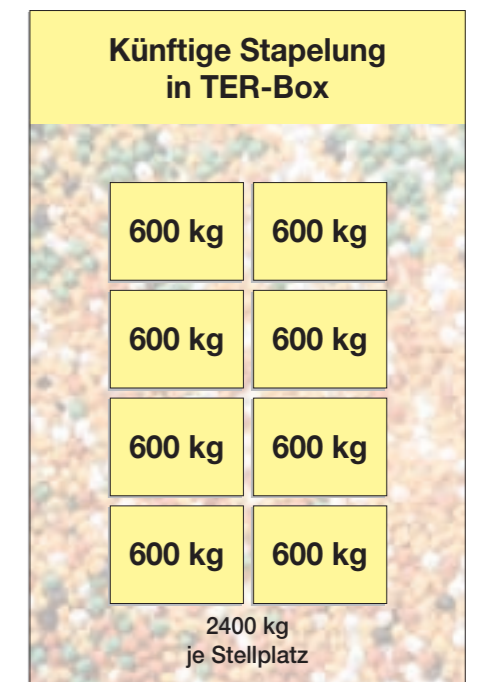 Künftige Stapelung
in TER-Box
600 kg 600 kg
600 kg 600 kg
600 kg 600 kg
600 kg 600 kg
2400 kg
je Stellplatz